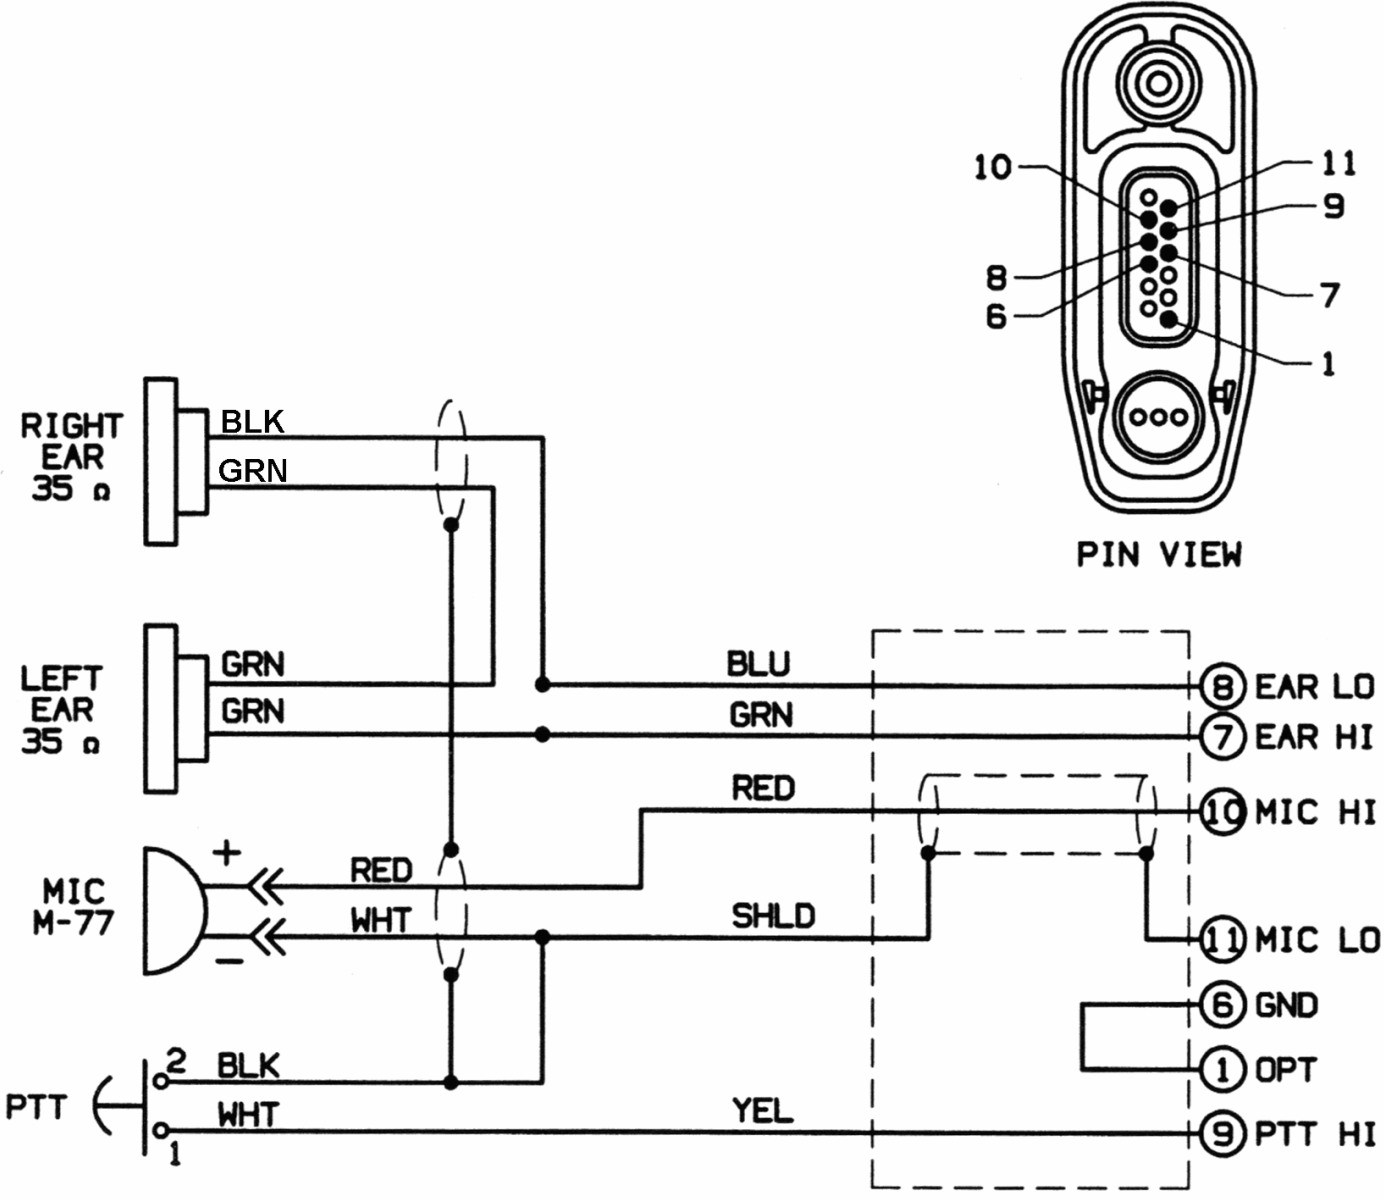 10
11
9
8
7
6
1
PIN VIEW
RIGHT
EAR
35 Ω
BLK
GRN
LEFT
EAR
35 Ω
GRN
GRN
BLU
GRN
8 EAR LO
7 EAR HI
RED
10 MIC HI
MIC
M-77
+
−
RED
WHT
SHLD
11 MIC LO
6 GND
1 OPT
PTT
2
1
BLK
WHT
YEL
9 PTT HI